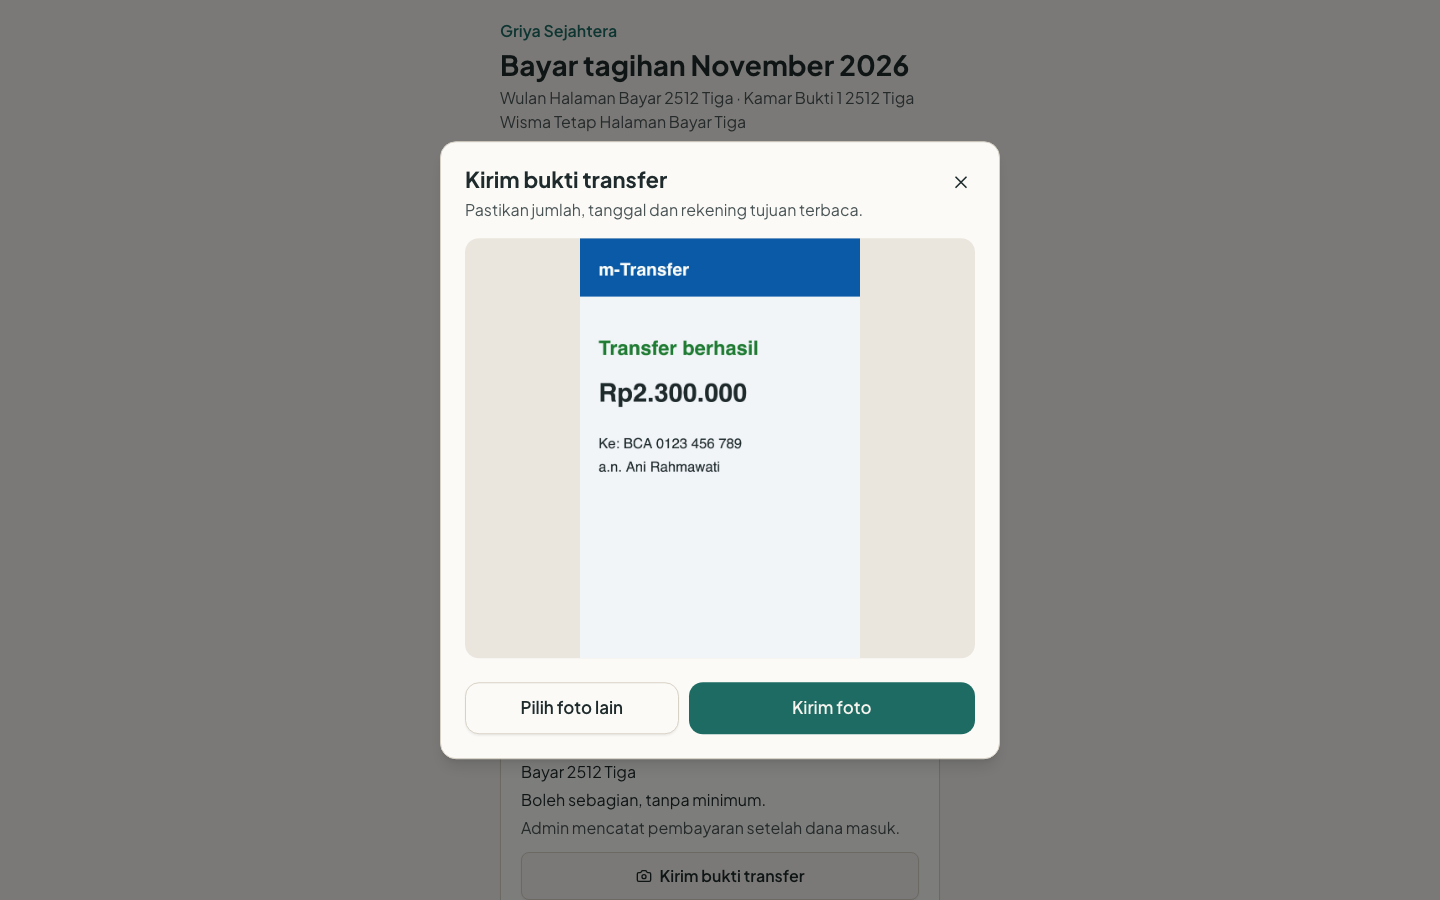 Griya Sejahtera
Bayar tagihan November 2026
Wulan Halaman Bayar 2512 Tiga · Kamar Bukti 1 2512 Tiga
Wisma Tetap Halaman Bayar Tiga
Kirim bukti transfer
Pastikan jumlah, tanggal dan rekening tujuan terbaca.
m-Transfer
Transfer berhasil
Rp2.300.000
Ke: BCA 0123 456 789
a.n. Ani Rahmawati
Pilih foto lain
Kirim foto
Bayar 2512 Tiga
Boleh sebagian, tanpa minimum.
Admin mencatat pembayaran setelah dana masuk.
Kirim bukti transfer